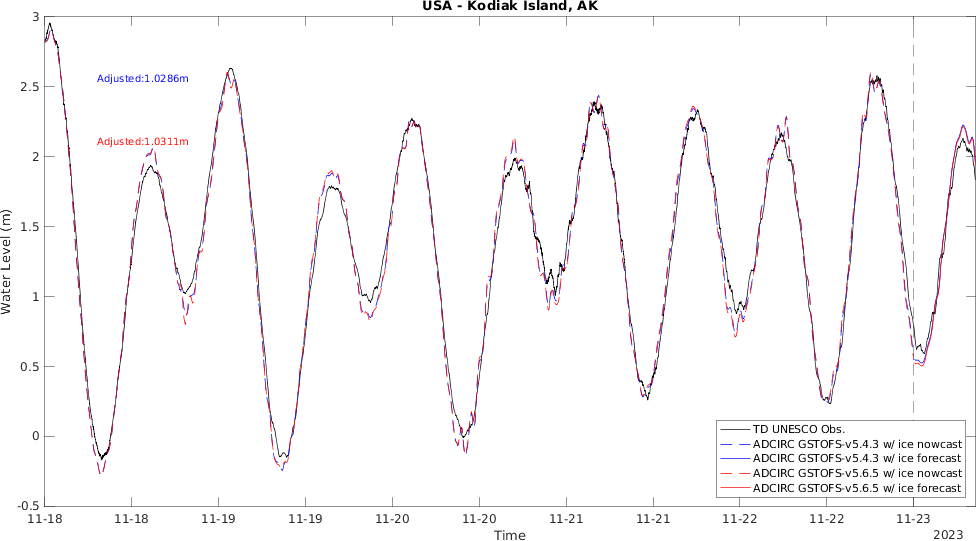 USA - Kodiak Island, AK
3
2.5
2
1.5
1
0.5
0
-0.5
Water Level (m)
Adjusted:1.0286m
Adjusted:1.0311m
TD UNESCO Obs.
ADCIRC GSTOFS-v5.4.3 w/ ice nowcast
ADCIRC GSTOFS-v5.4.3 w/ ice forecast
ADCIRC GSTOFS-v5.6.5 w/ ice nowcast
ADCIRC GSTOFS-v5.6.5 w/ ice forecast
11-18 11-18 11-19 11-19 11-20 11-20 11-21 11-21 11-22 11-22 11-23
Time
2023